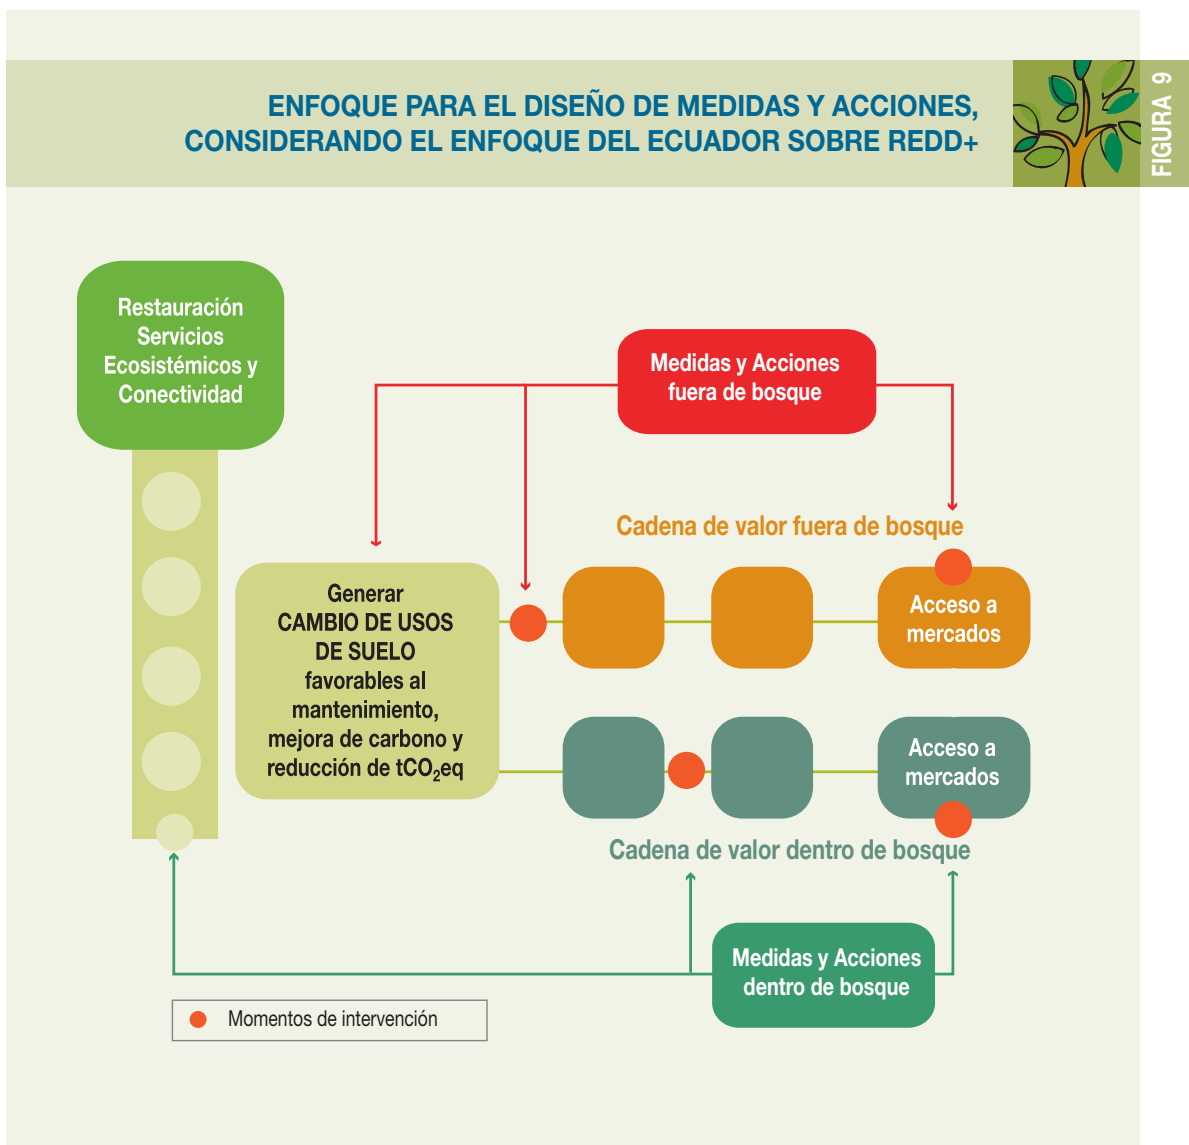 ENFOQUE PARA EL DISEÑO DE MEDIDAS Y ACCIONES,
CONSIDERANDO EL ENFOQUE DEL ECUADOR SOBRE REDD+
FIGURA 9
Restauración
Servicios
Ecosistémicos y
Conectividad
Medidas y Acciones
fuera de bosque
Cadena de valor fuera de bosque
Generar
CAMBIO DE USOS
DE SUELO
favorables al
mantenimiento,
mejora de carbono y
reducción de tCO₂eq
Acceso a
mercados
Acceso a
mercados
Cadena de valor dentro de bosque
Medidas y Acciones
dentro de bosque
Momentos de intervención